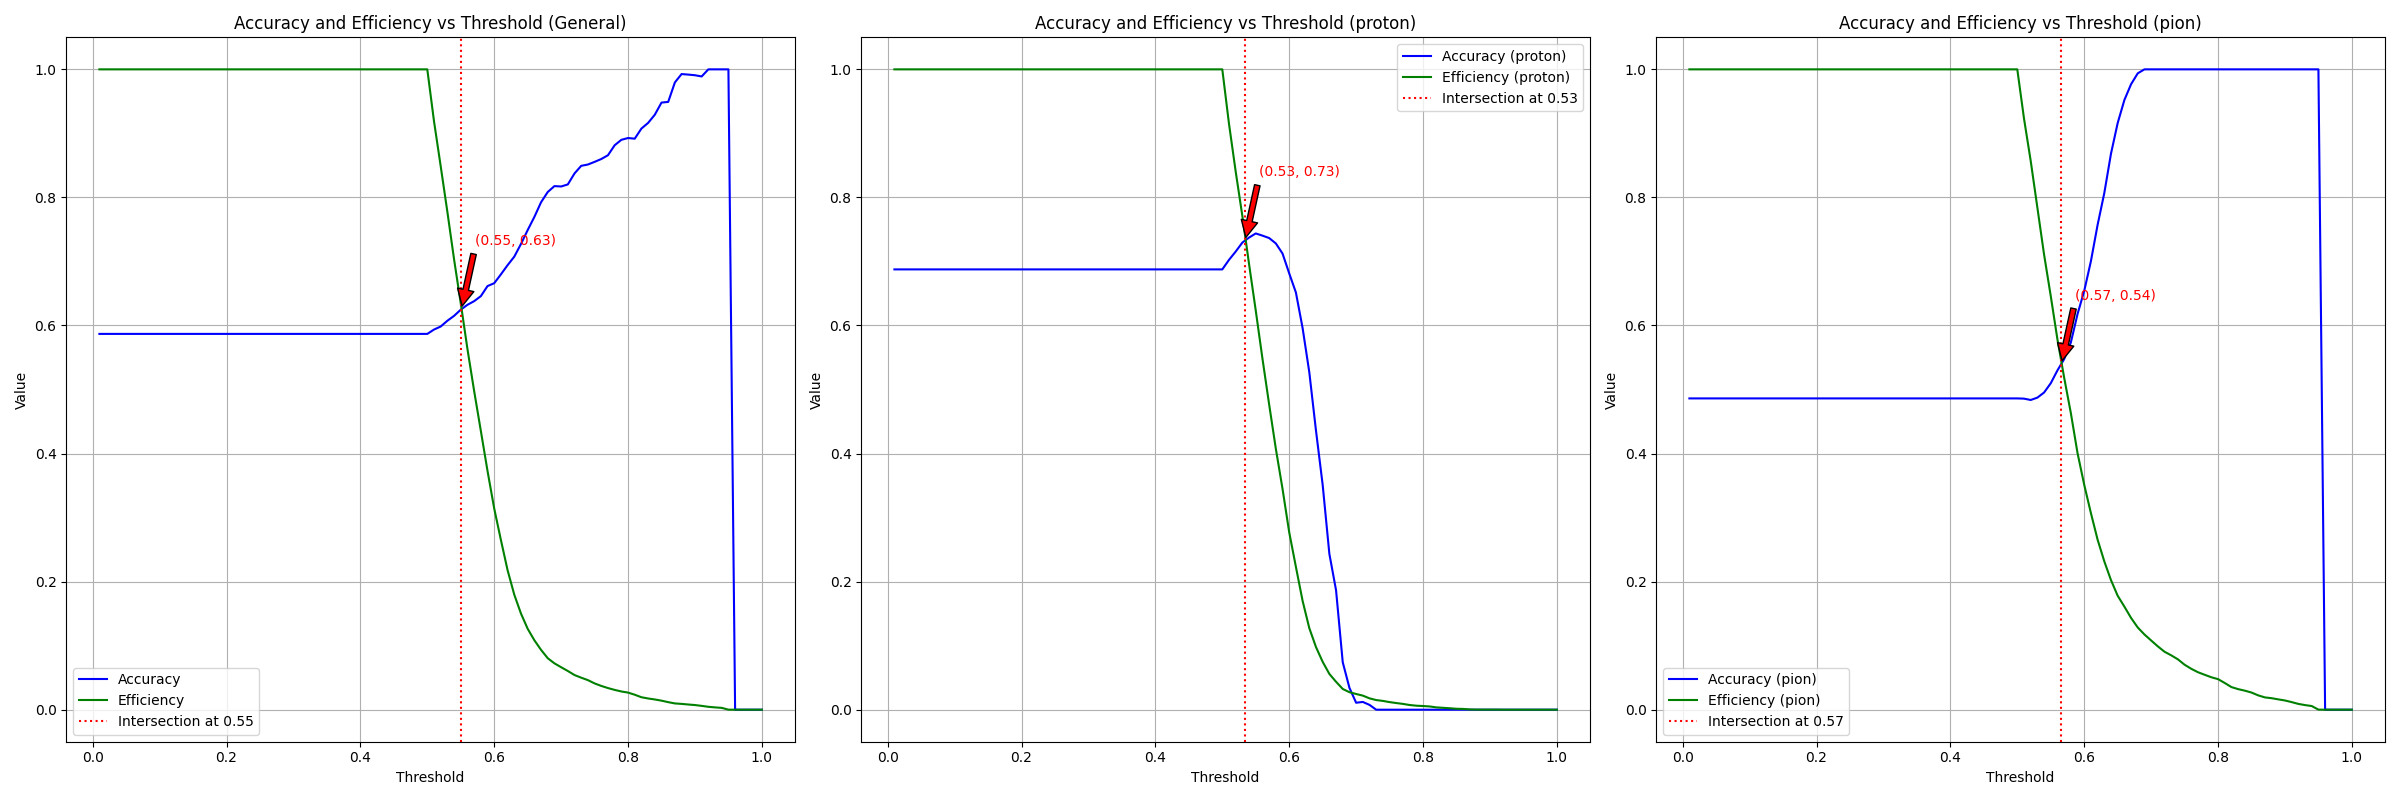 Accuracy and Efficiency vs Threshold (General)
Value
1.0
0.8
0.6
0.4
0.2
0.0
(0.55, 0.63)
Accuracy
Efficiency
Intersection at 0.55
0.0 0.2 0.4 0.6 0.8 1.0
Threshold
Accuracy and Efficiency vs Threshold (proton)
Value
1.0
0.8
0.6
0.4
0.2
0.0
Accuracy (proton)
Efficiency (proton)
Intersection at 0.53
(0.53, 0.73)
0.0 0.2 0.4 0.6 0.8 1.0
Threshold
Accuracy and Efficiency vs Threshold (pion)
Value
1.0
0.8
0.6
0.4
0.2
0.0
(0.57, 0.54)
Accuracy (pion)
Efficiency (pion)
Intersection at 0.57
0.0 0.2 0.4 0.6 0.8 1.0
Threshold